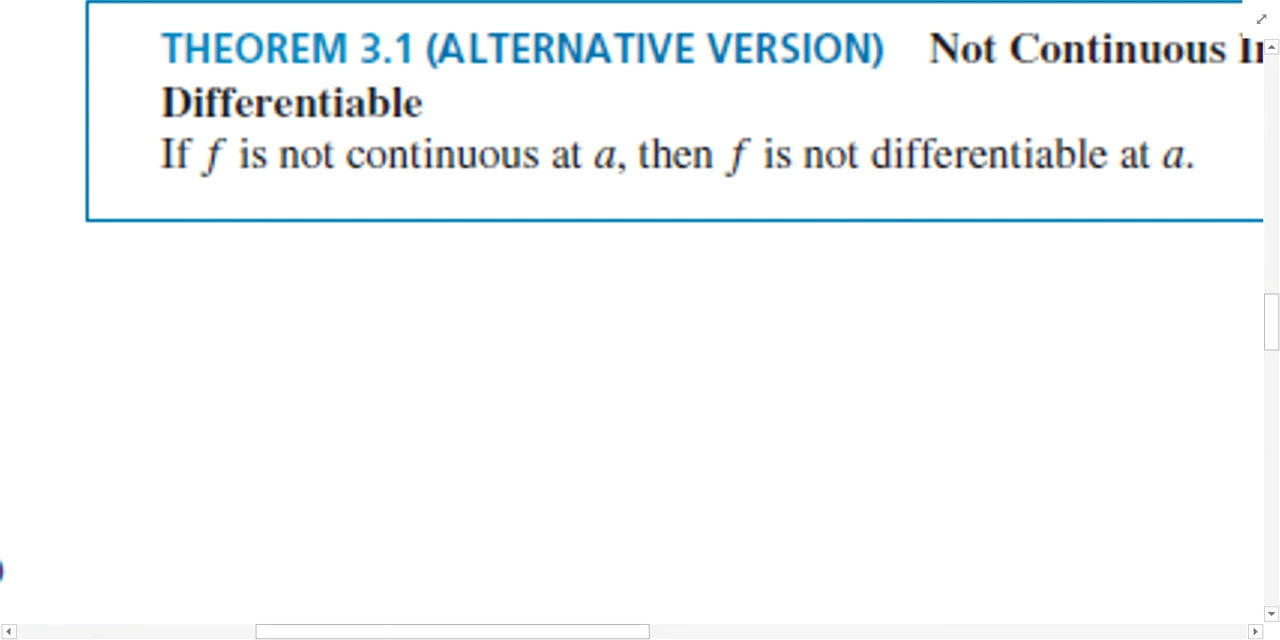 THEOREM 3.1 (ALTERNATIVE VERSION) Not Continuous
Differentiable
If f is not continuous at a, then f is not differentiable at a.